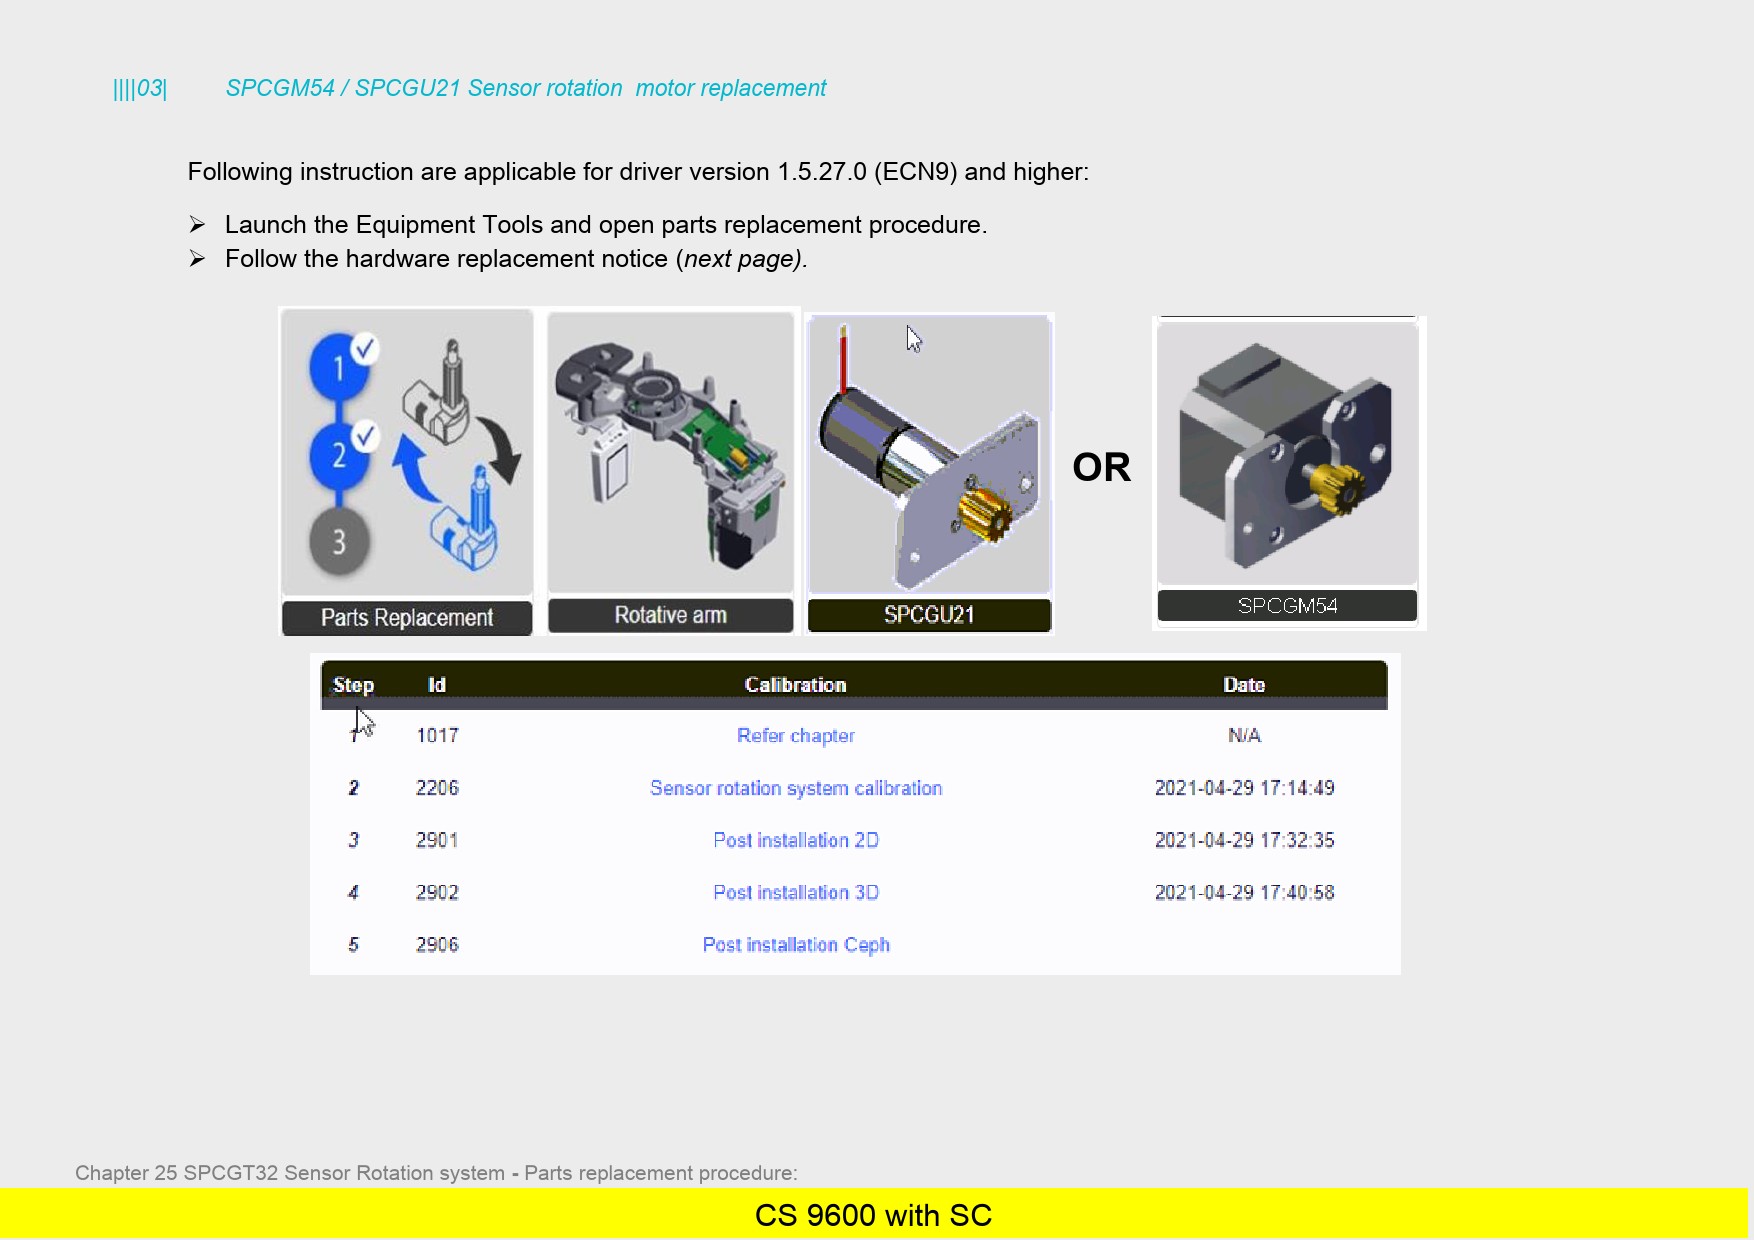 ||||03| SPCGM54 / SPCGU21 Sensor rotation motor replacement
Following instruction are applicable for driver version 1.5.27.0 (ECN9) and higher:
➢ Launch the Equipment Tools and open parts replacement procedure.
➢ Follow the hardware replacement notice (next page).
1
2
3
OR
Parts Replacement
Rotative arm
SPCGU21
SPCGM54
Step Id Calibration Date
1 1017 Refer chapter N/A
2 2206 Sensor rotation system calibration 2021-04-29 17:14:49
3 2901 Post installation 2D 2021-04-29 17:32:35
4 2902 Post installation 3D 2021-04-29 17:40:58
5 2906 Post installation Ceph
Chapter 25 SPCGT32 Sensor Rotation system - Parts replacement procedure:
CS 9600 with SC